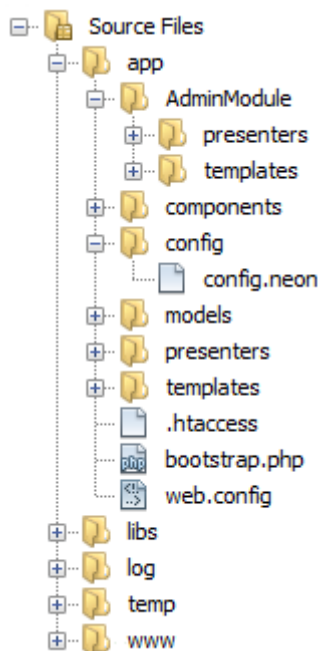 Source Files
app
AdminModule
presenters
templates
components
config
config.neon
models
presenters
templates
.htaccess
php bootstrap.php
web.config
libs
log
temp
www